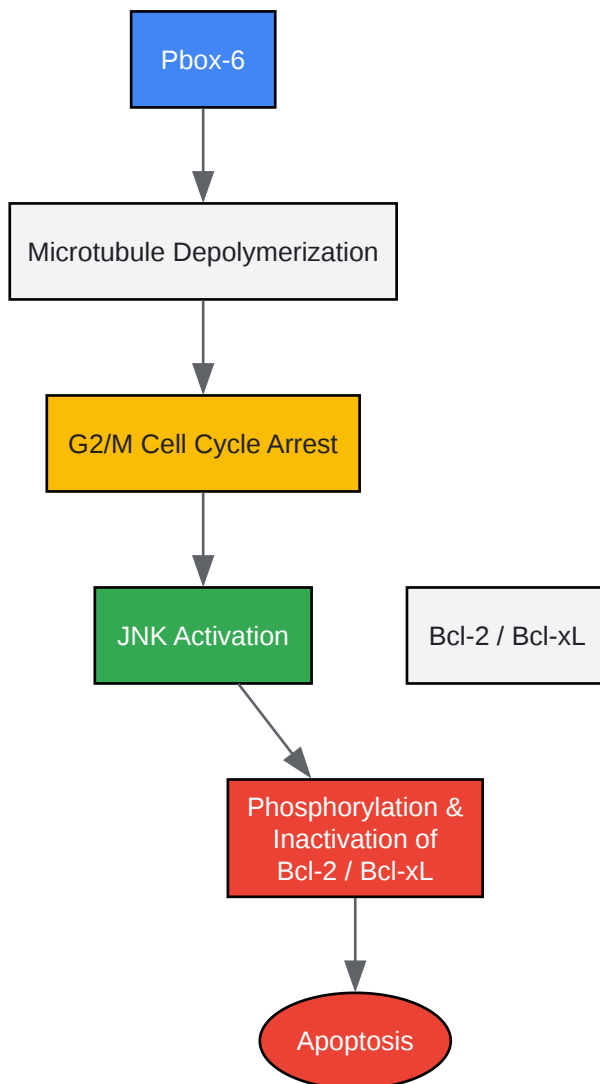 Pbox-6
Microtubule Depolymerization
G2/M Cell Cycle Arrest
JNK Activation
Bcl-2 / Bcl-xL
Phosphorylation &
Inactivation of
Bcl-2 / Bcl-xL
Apoptosis